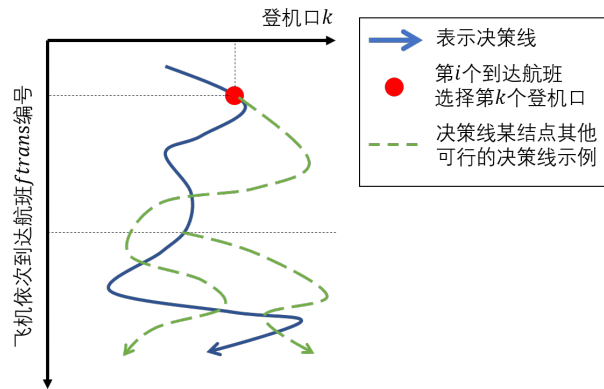 登机口k
飞机依次到达航班ftrans编号
表示决策线
第i个到达航班
选择第k个登机口
决策线某结点其他
可行的决策线示例